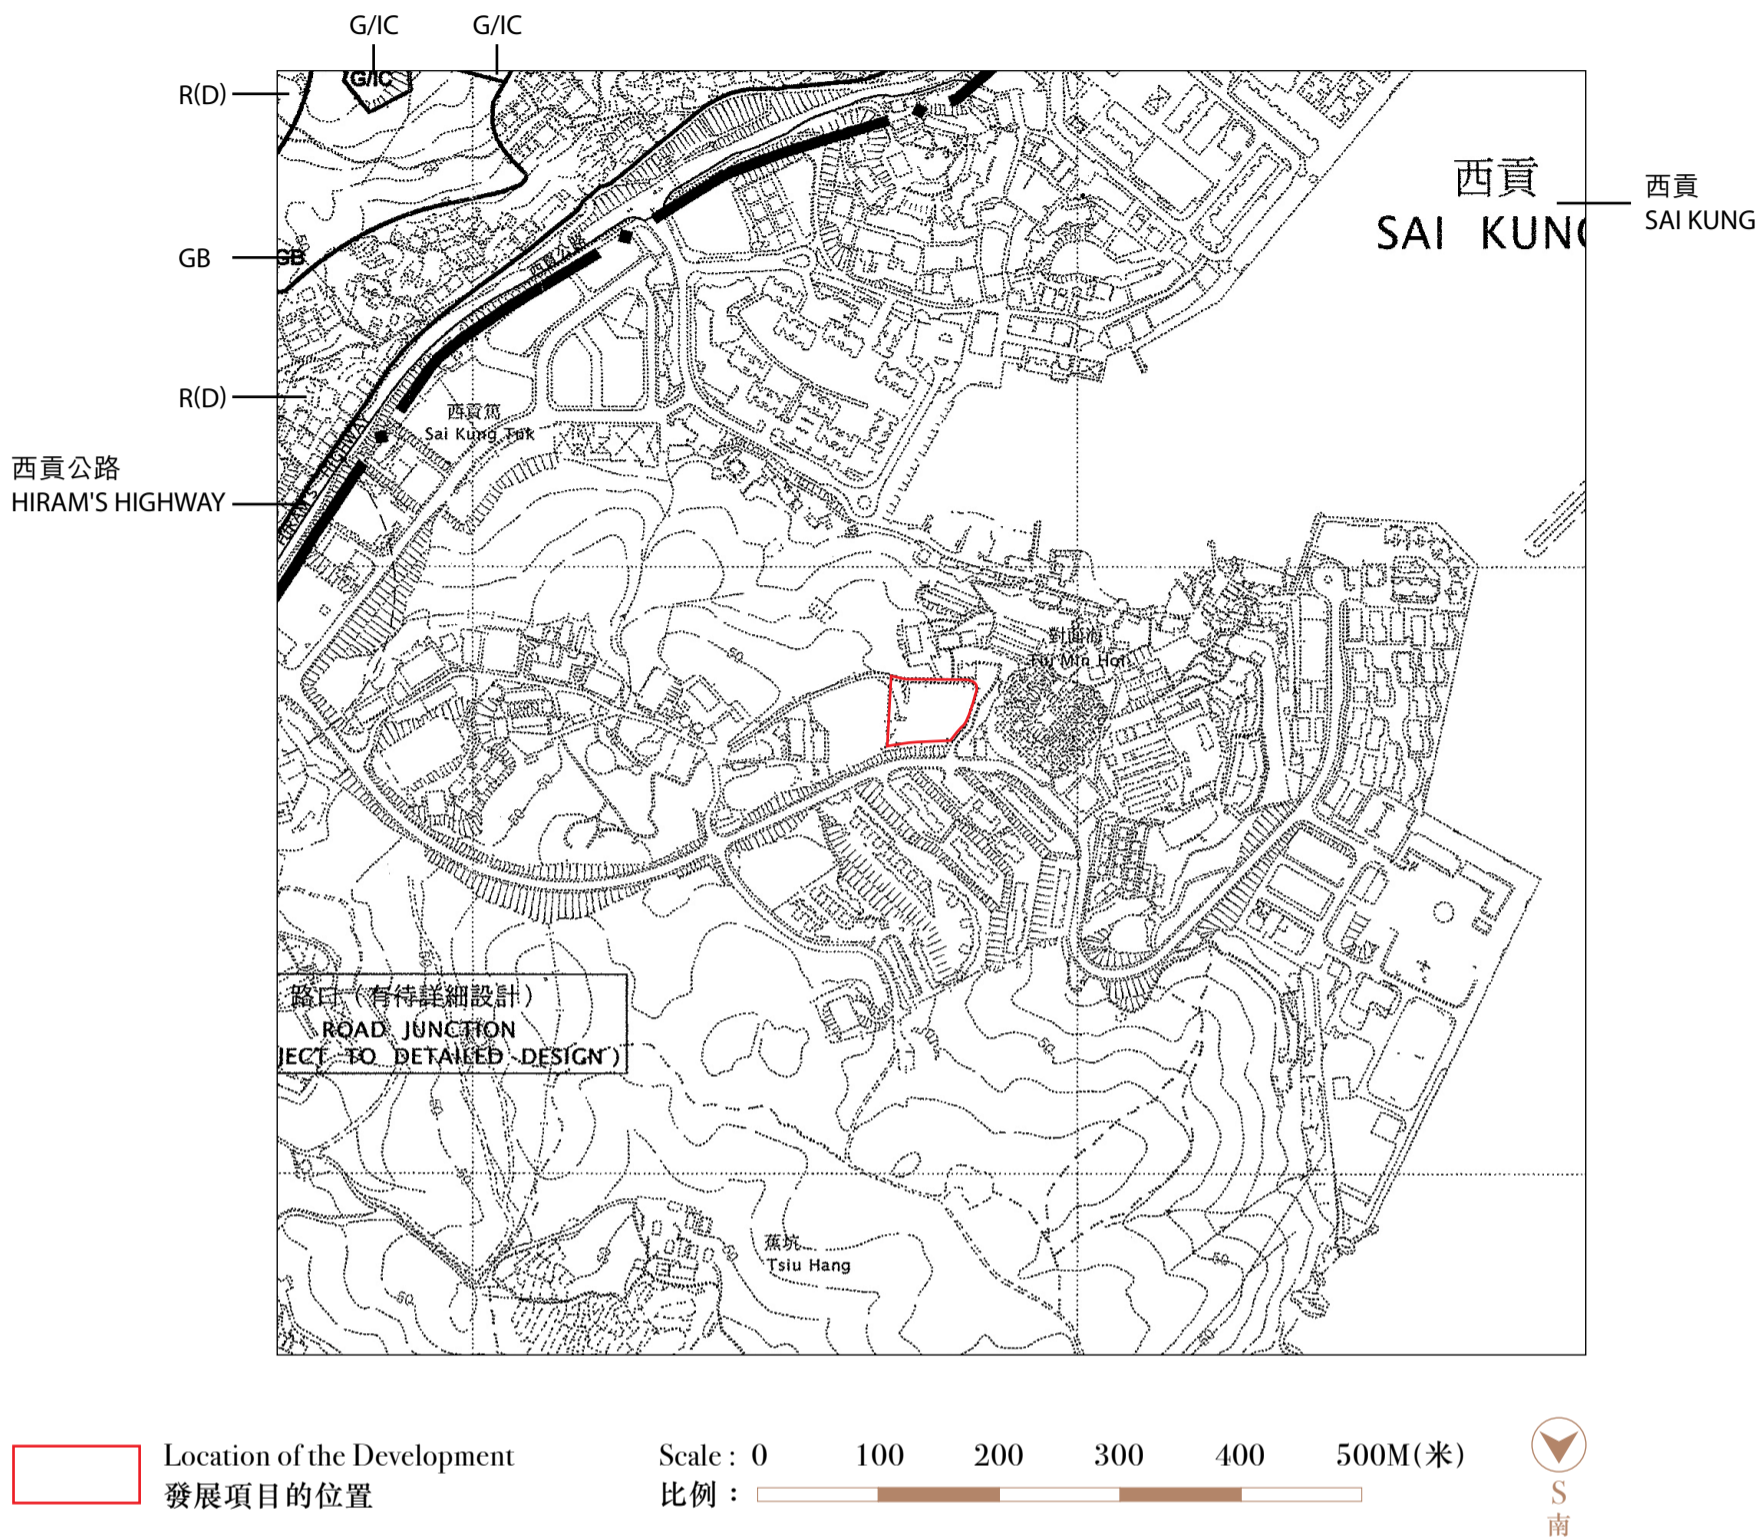 G/IC
G/IC
R(D)
G/IC
GB
GB
R(D)
西貢公路
HIRAM'S HIGHWAY
西貢
SAI KUNG
西貢
SAI KUNG
西貢公路
西貢篤
Sai Kung Tuk
對面海
Tui Min Hoi
50
50
50
50
50
50
50
路口（有待詳細設計）
ROAD JUNCTION
JECT TO DETAILED DESIGN )
蕉坑
Tsiu Hang
Location of the Development
發展項目的位置
Scale : 0 100 200 300 400 500M(米)
比例 :
S
南